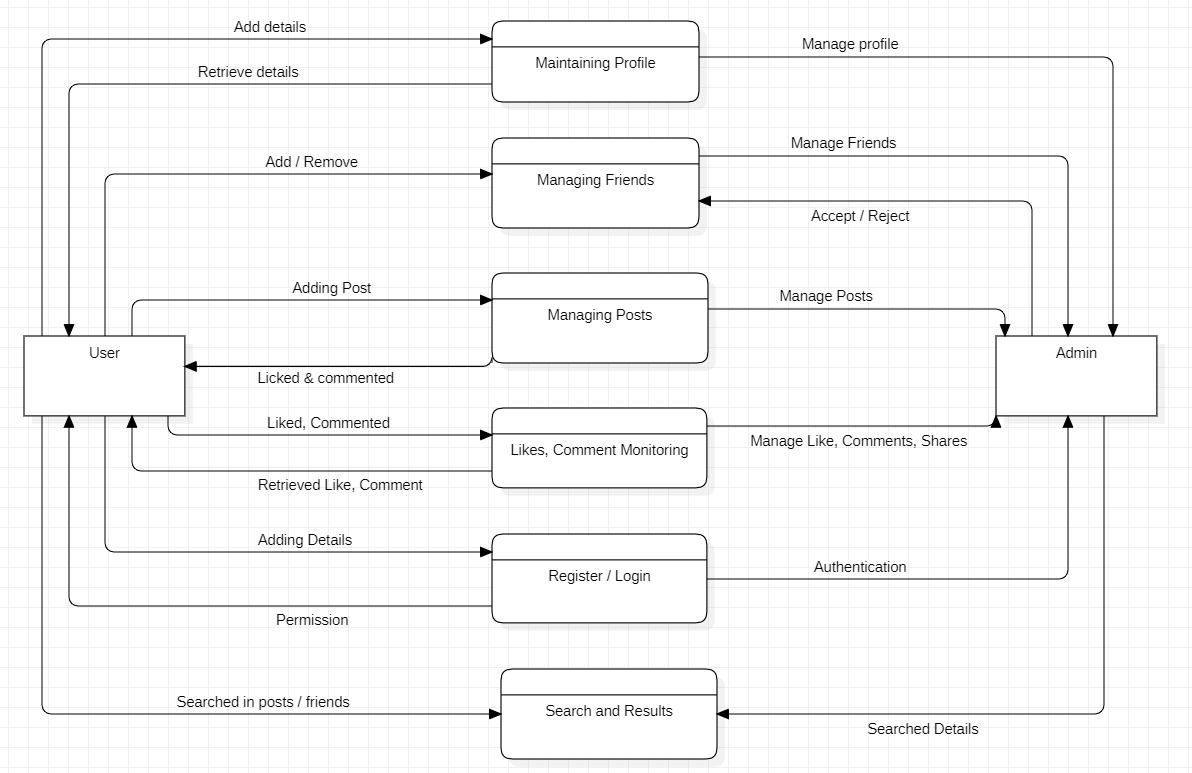 Add details
Manage profile
Maintaining Profile
Retrieve details
Manage Friends
Add / Remove
Managing Friends
Accept / Reject
Adding Post
Manage Posts
Managing Posts
User
Admin
Licked & commented
Liked, Commented
Manage Like, Comments, Shares
Likes, Comment Monitoring
Retrieved Like, Comment
Adding Details
Authentication
Register / Login
Permission
Searched in posts / friends
Search and Results
Searched Details